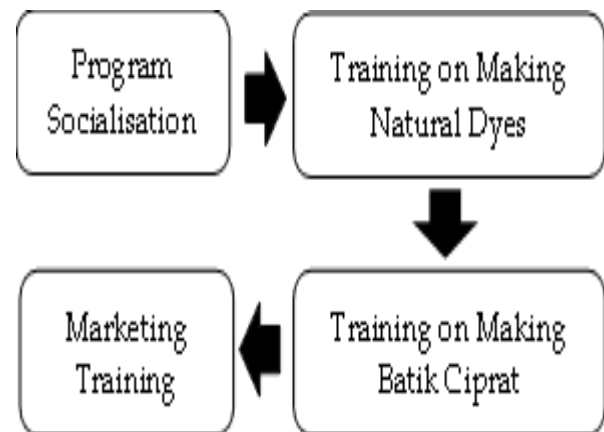 Program
Socialisation
Training on Making
Natural Dyes
Training on Making
Batik Ciprat
Marketing
Training